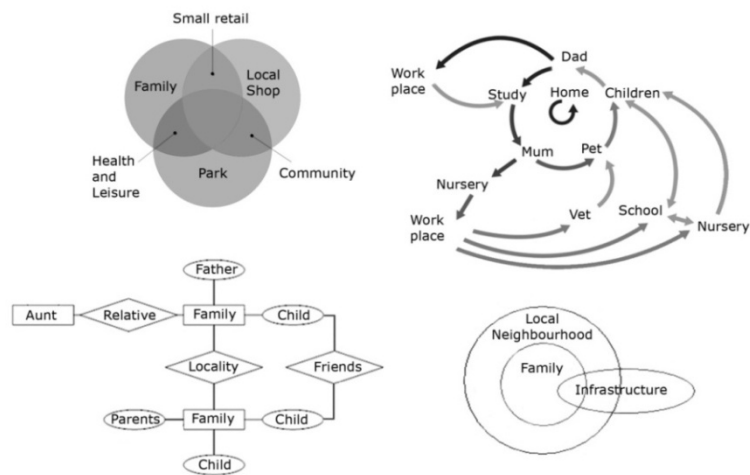 Small retail
Family
Local
Shop
Health
and
Leisure
Park
Community
Dad
Work
place
Study
Home
Children
Mum
Pet
Nursery
Work
place
Vet
School
Nursery
Father
Aunt
Relative
Family
Child
Locality
Friends
Parents
Family
Child
Child
Local
Neighbourhood
Family
Infrastructure